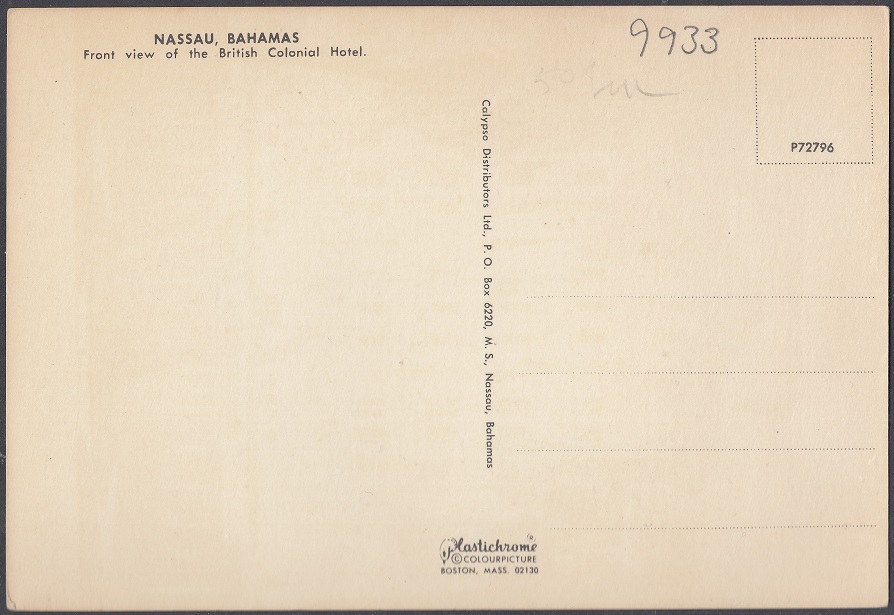 NASSAU, BAHAMAS
Front view of the British Colonial Hotel.
9933
P72796
Calypso Distributors Ltd., P. O. Box 6220, M. S., Nassau, Bahamas
Plastichrome®
© COLOURPICTURE
BOSTON, MASS. 02130